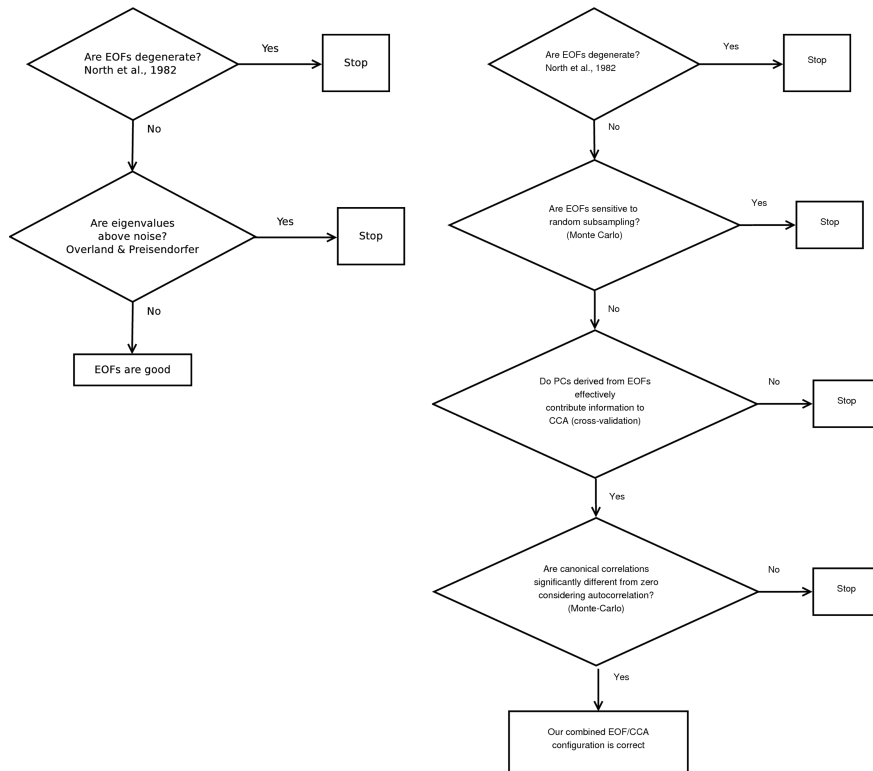 Are EOFs degenerate?
North et al., 1982
Yes
Stop
No
Are eigenvalues
above noise?
Overland & Preisendorfer
Yes
Stop
No
EOFs are good
Are EOFs degenerate?
North et al., 1982
Yes
Stop
No
Are EOFs sensitive to
random subsampling?
(Monte Carlo)
Yes
Stop
No
Do PCs derived from EOFs
effectively
contribute information to
CCA (cross-validation)
No
Stop
Yes
Are canonical correlations
significantly different from zero
considering autocorrelation?
(Monte-Carlo)
No
Stop
Yes
Our combined EOF/CCA
configuration is correct